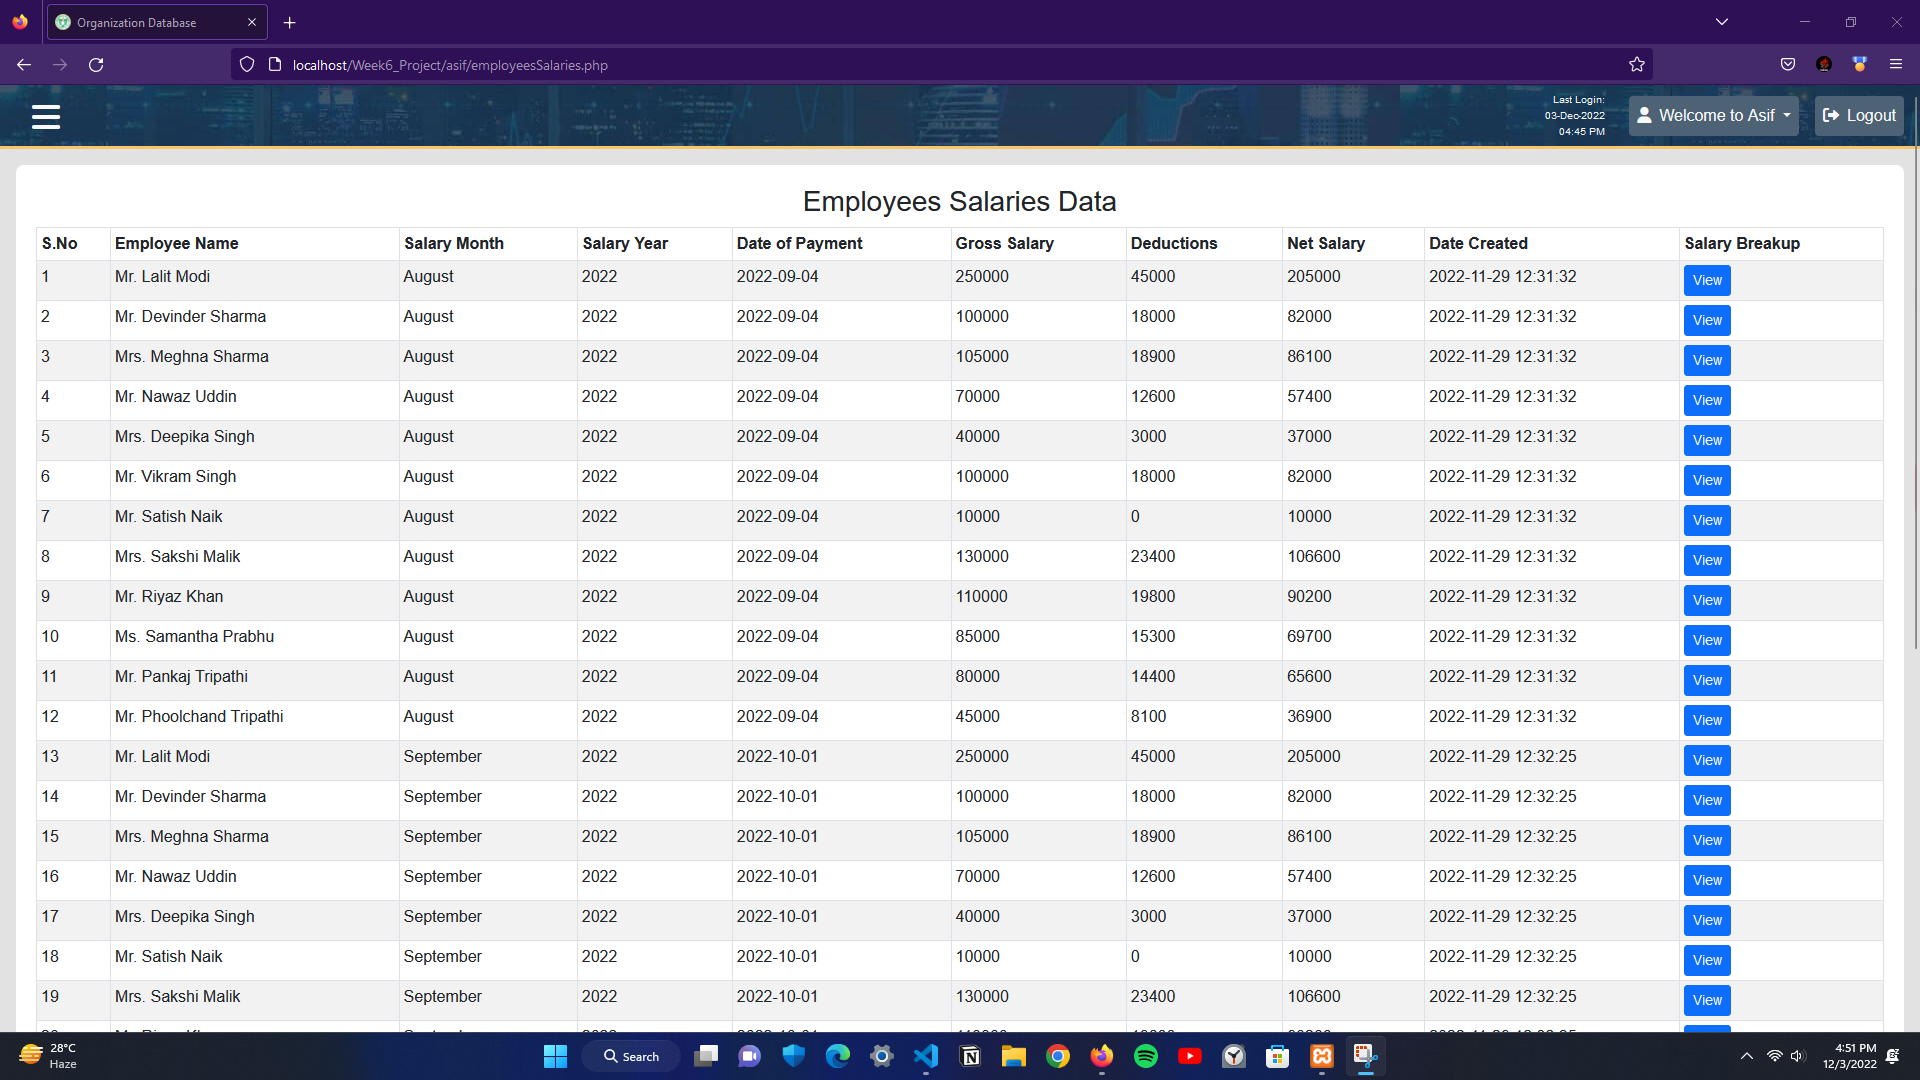 Organization Database
localhost/Week6_Project/asif/employeesSalaries.php
Last Login:
03-Dec-2022
04:45 PM
Welcome to Asif
Logout
Employees Salaries Data
S.No Employee Name Salary Month Salary Year Date of Payment Gross Salary Deductions Net Salary Date Created Salary Breakup
1 Mr. Lalit Modi August 2022 2022-09-04 250000 45000 205000 2022-11-29 12:31:32 View
2 Mr. Devinder Sharma August 2022 2022-09-04 100000 18000 82000 2022-11-29 12:31:32 View
3 Mrs. Meghna Sharma August 2022 2022-09-04 105000 18900 86100 2022-11-29 12:31:32 View
4 Mr. Nawaz Uddin August 2022 2022-09-04 70000 12600 57400 2022-11-29 12:31:32 View
5 Mrs. Deepika Singh August 2022 2022-09-04 40000 3000 37000 2022-11-29 12:31:32 View
6 Mr. Vikram Singh August 2022 2022-09-04 100000 18000 82000 2022-11-29 12:31:32 View
7 Mr. Satish Naik August 2022 2022-09-04 10000 0 10000 2022-11-29 12:31:32 View
8 Mrs. Sakshi Malik August 2022 2022-09-04 130000 23400 106600 2022-11-29 12:31:32 View
9 Mr. Riyaz Khan August 2022 2022-09-04 110000 19800 90200 2022-11-29 12:31:32 View
10 Ms. Samantha Prabhu August 2022 2022-09-04 85000 15300 69700 2022-11-29 12:31:32 View
11 Mr. Pankaj Tripathi August 2022 2022-09-04 80000 14400 65600 2022-11-29 12:31:32 View
12 Mr. Phoolchand Tripathi August 2022 2022-09-04 45000 8100 36900 2022-11-29 12:31:32 View
13 Mr. Lalit Modi September 2022 2022-10-01 250000 45000 205000 2022-11-29 12:32:25 View
14 Mr. Devinder Sharma September 2022 2022-10-01 100000 18000 82000 2022-11-29 12:32:25 View
15 Mrs. Meghna Sharma September 2022 2022-10-01 105000 18900 86100 2022-11-29 12:32:25 View
16 Mr. Nawaz Uddin September 2022 2022-10-01 70000 12600 57400 2022-11-29 12:32:25 View
17 Mrs. Deepika Singh September 2022 2022-10-01 40000 3000 37000 2022-11-29 12:32:25 View
18 Mr. Satish Naik September 2022 2022-10-01 10000 0 10000 2022-11-29 12:32:25 View
19 Mrs. Sakshi Malik September 2022 2022-10-01 130000 23400 106600 2022-11-29 12:32:25 View
28°C
Haze
Search
4:51 PM
12/3/2022